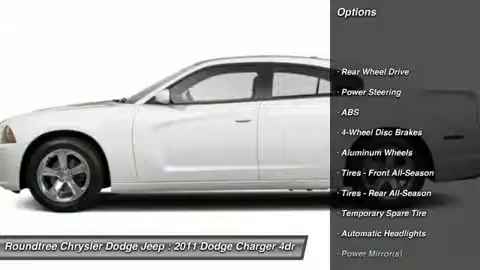 Options
· Rear Wheel Drive
· Power Steering
· ABS
· 4-Wheel Disc Brakes
· Aluminum Wheels
· Tires - Front All-Season
· Tires - Rear All-Season
· Temporary Spare Tire
· Automatic Headlights
· Power Mirror(s)
Roundtree Chrysler Dodge Jeep : 2011 Dodge Charger 4dr